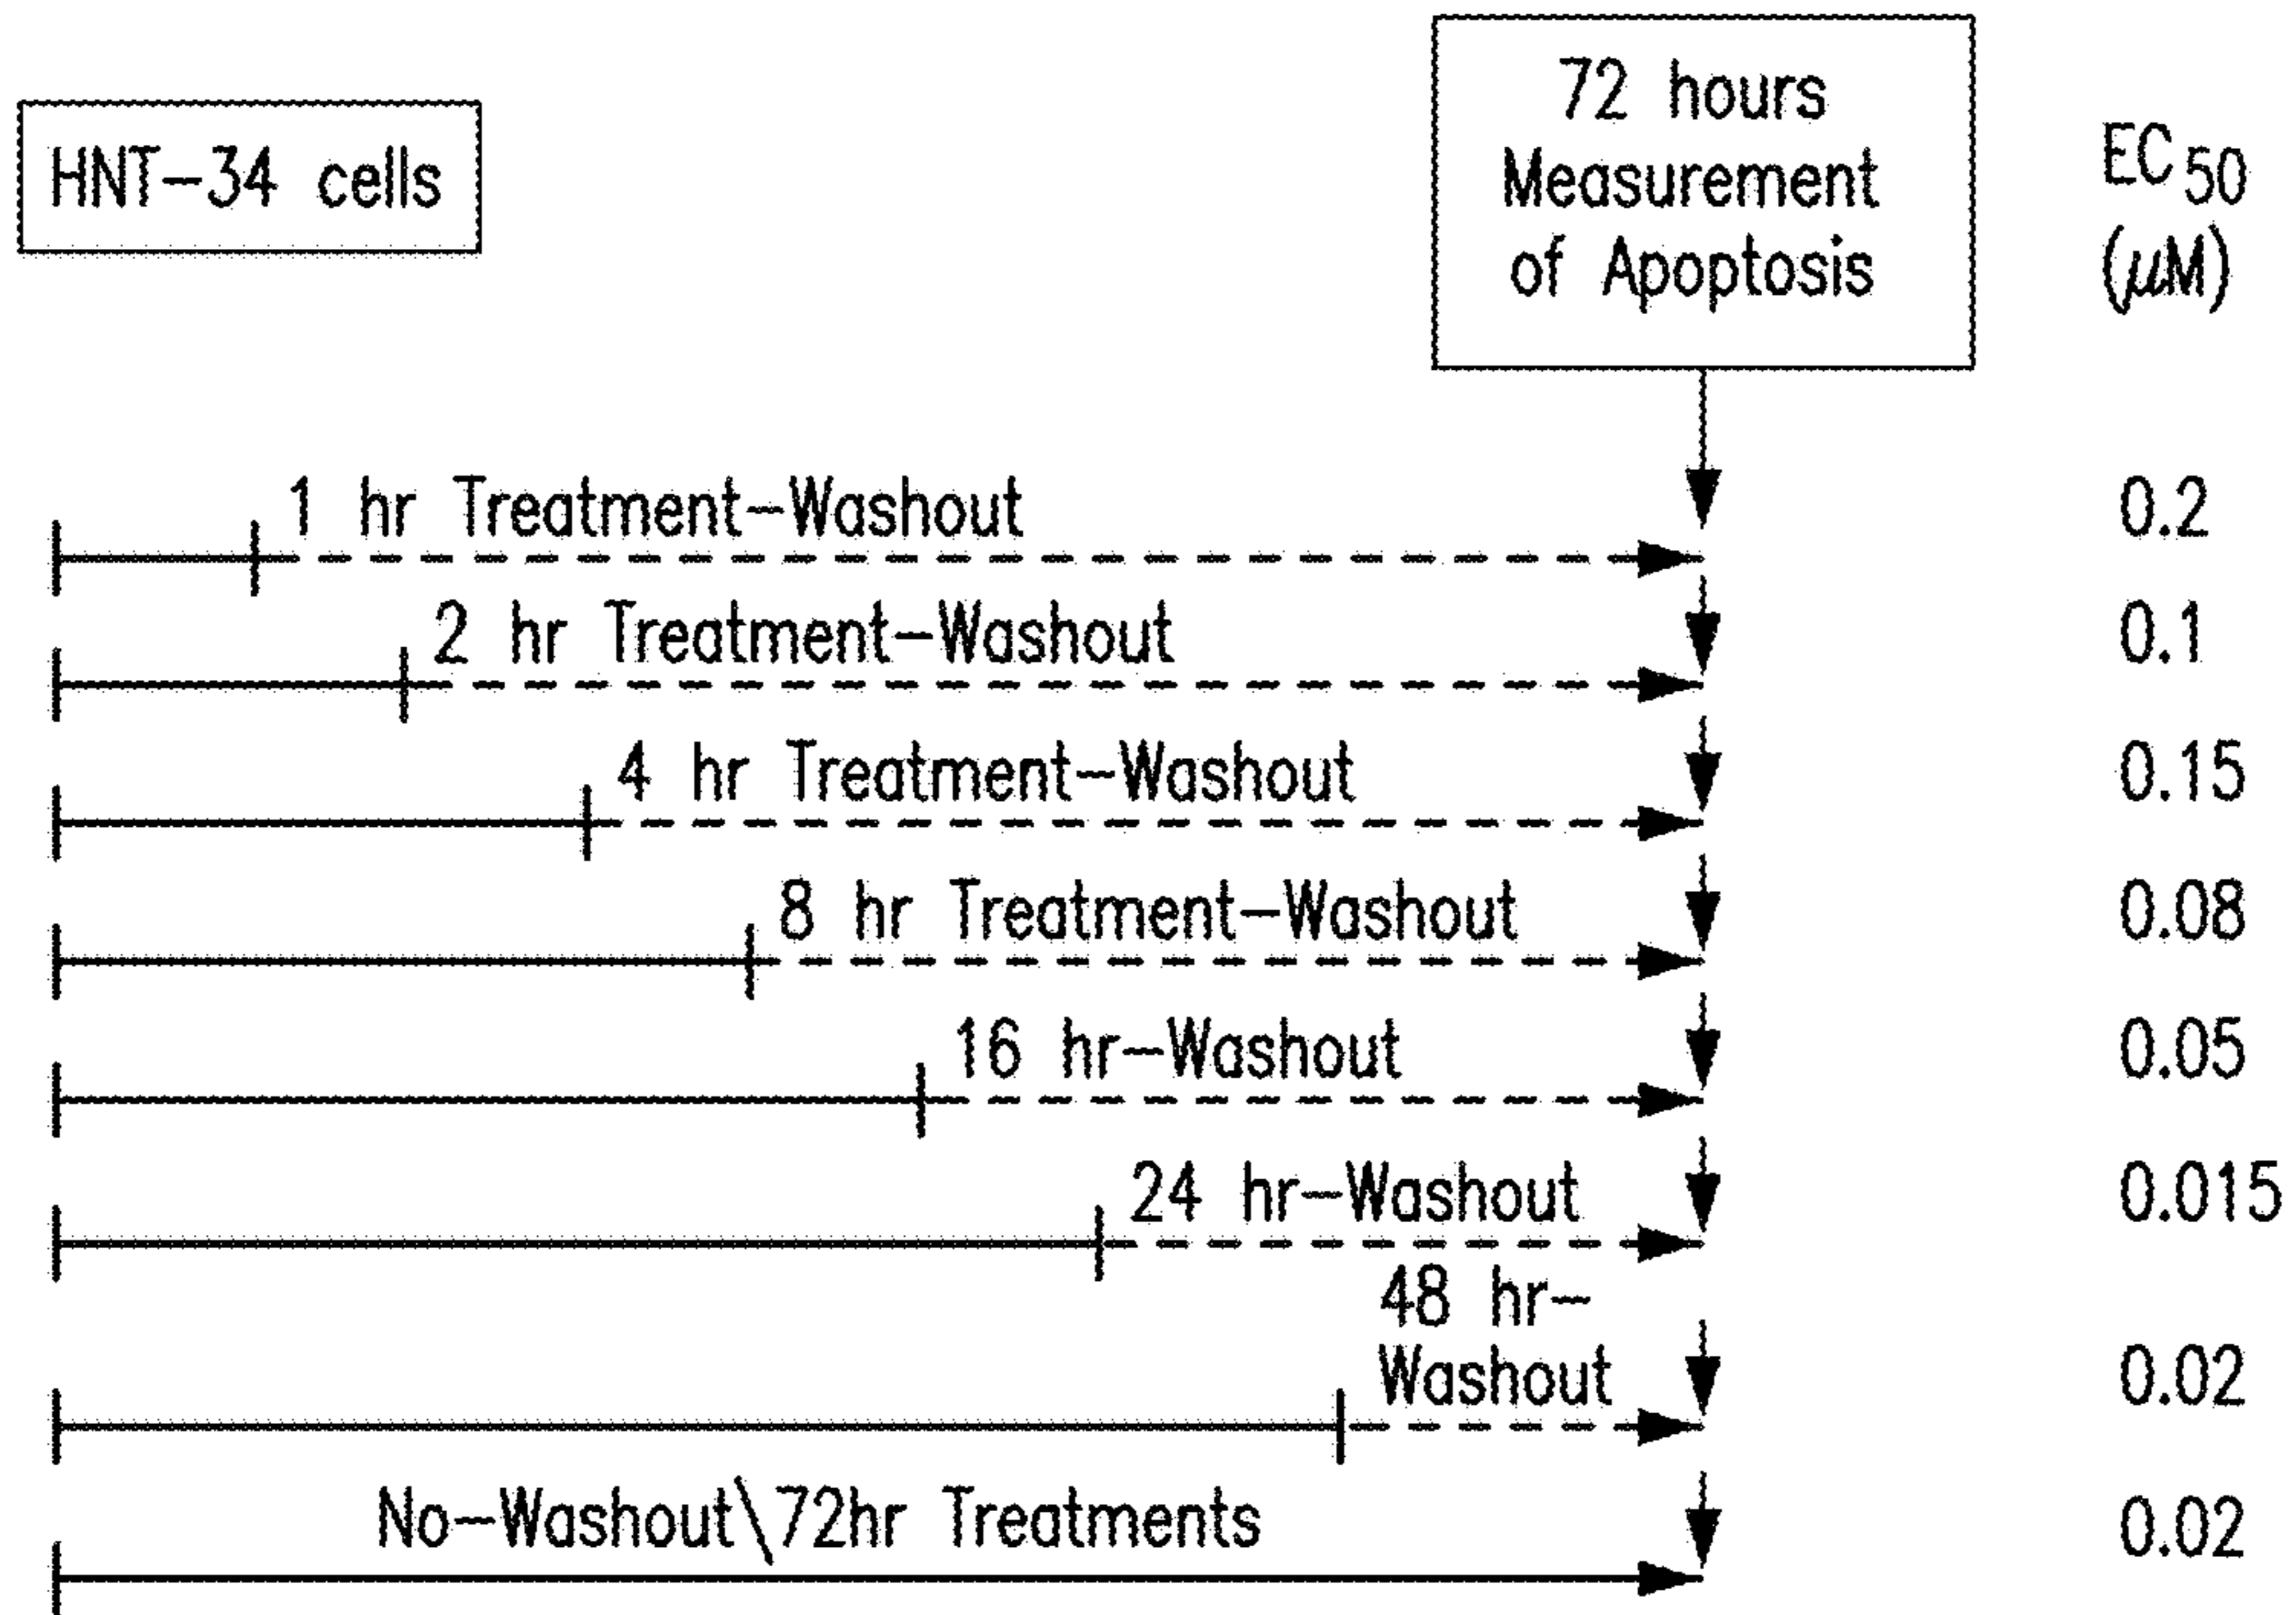 HNT-34 cells
72 hours
Measurement
of Apoptosis
EC50
(μM)
1 hr Treatment-Washout
0.2
2 hr Treatment-Washout
0.1
4 hr Treatment-Washout
0.15
8 hr Treatment-Washout
0.08
16 hr-Washout
0.05
24 hr-Washout
0.015
48 hr-
Washout
0.02
No-Washout\72hr Treatments
0.02